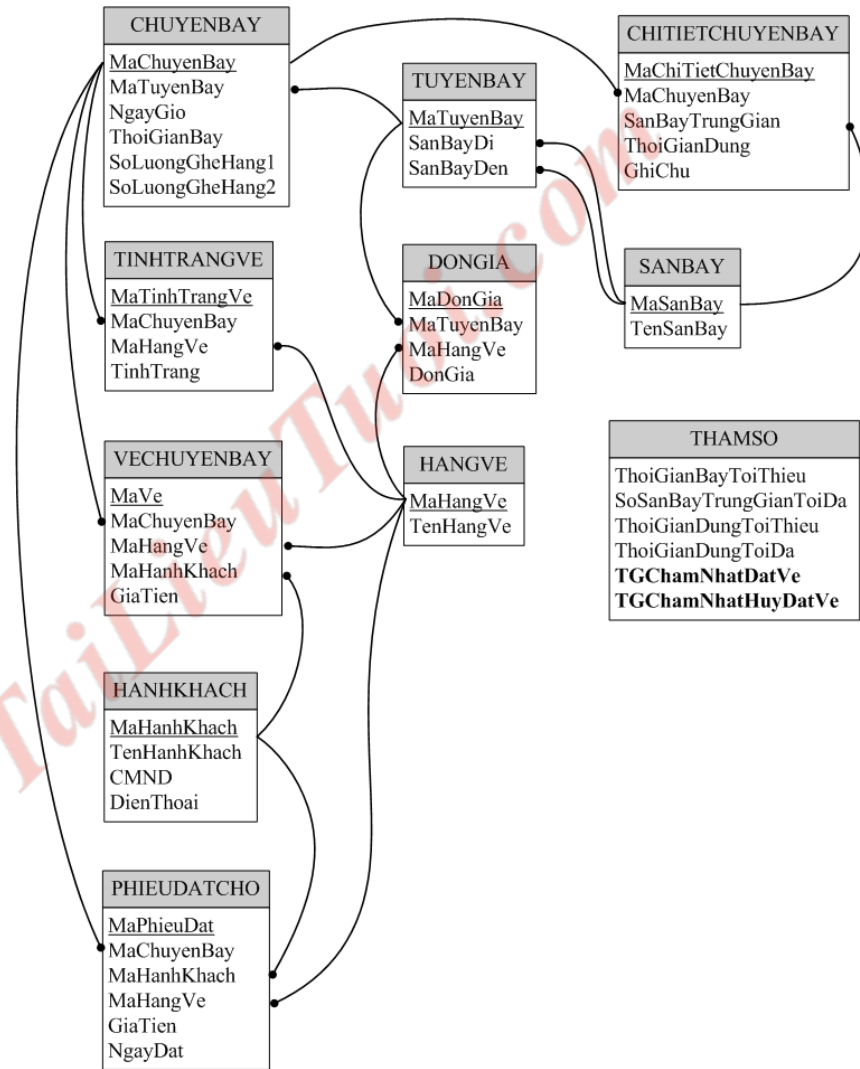 CHUYENBAY
MaChuyenBay
MaTuyenBay
NgayGio
ThoiGianBay
SoLuongGheHang1
SoLuongGheHang2
TUYENBAY
MaTuyenBay
SanBayDi
SanBayDen
CHITIETCHUYENBAY
MaChiTietChuyenBay
MaChuyenBay
SanBayTrungGian
ThoiGianDung
GhiChu
TINHTRANGVE
MaTinhTrangVe
MaChuyenBay
MaHangVe
TinhTrang
DONGIA
MaDonGia
MaTuyenBay
MaHangVe
DonGia
SANBAY
MaSanBay
TenSanBay
VECHUYENBAY
MaVe
MaChuyenBay
MaHangVe
MaHanhKhach
GiaTien
HANGVE
MaHangVe
TenHangVe
THAMSO
ThoiGianBayToiThieu
SoSanBayTrungGianToiDa
ThoiGianDungToiThieu
ThoiGianDungToiDa
TGChamNhatDatVe
TGChamNhatHuyDatVe
HANHKHACH
MaHanhKhach
TenHanhKhach
CMND
DienThoai
PHIEUDATCHO
MaPhieuDat
MaChuyenBay
MaHanhKhach
MaHangVe
GiaTien
NgayDat
TaiLieuTuoi.com